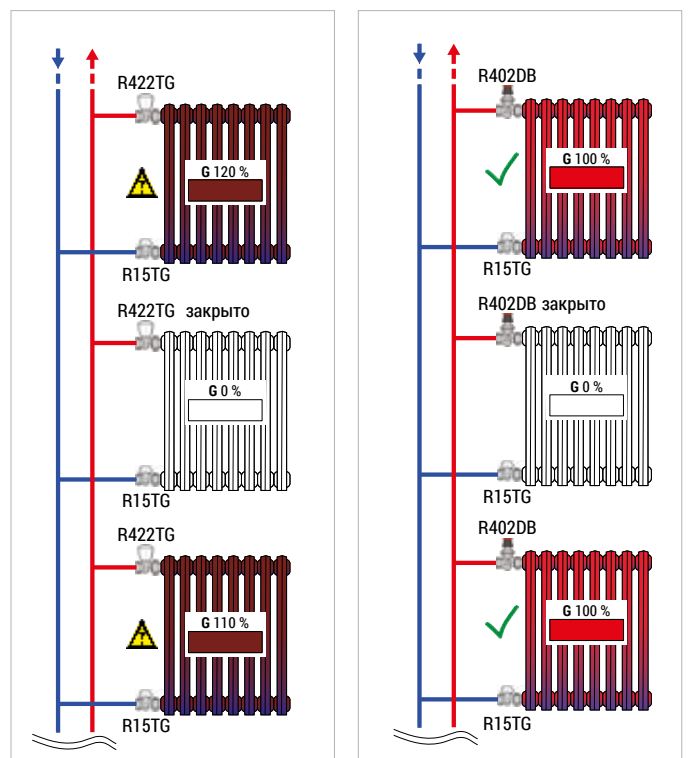 R422TG
G 120 %
R15TG
R422TG закрыто
G 0 %
R15TG
R422TG
G 110 %
R15TG
R402DB
G 100 %
R15TG
R402DB закрыто
G 0 %
R15TG
R402DB
G 100 %
R15TG